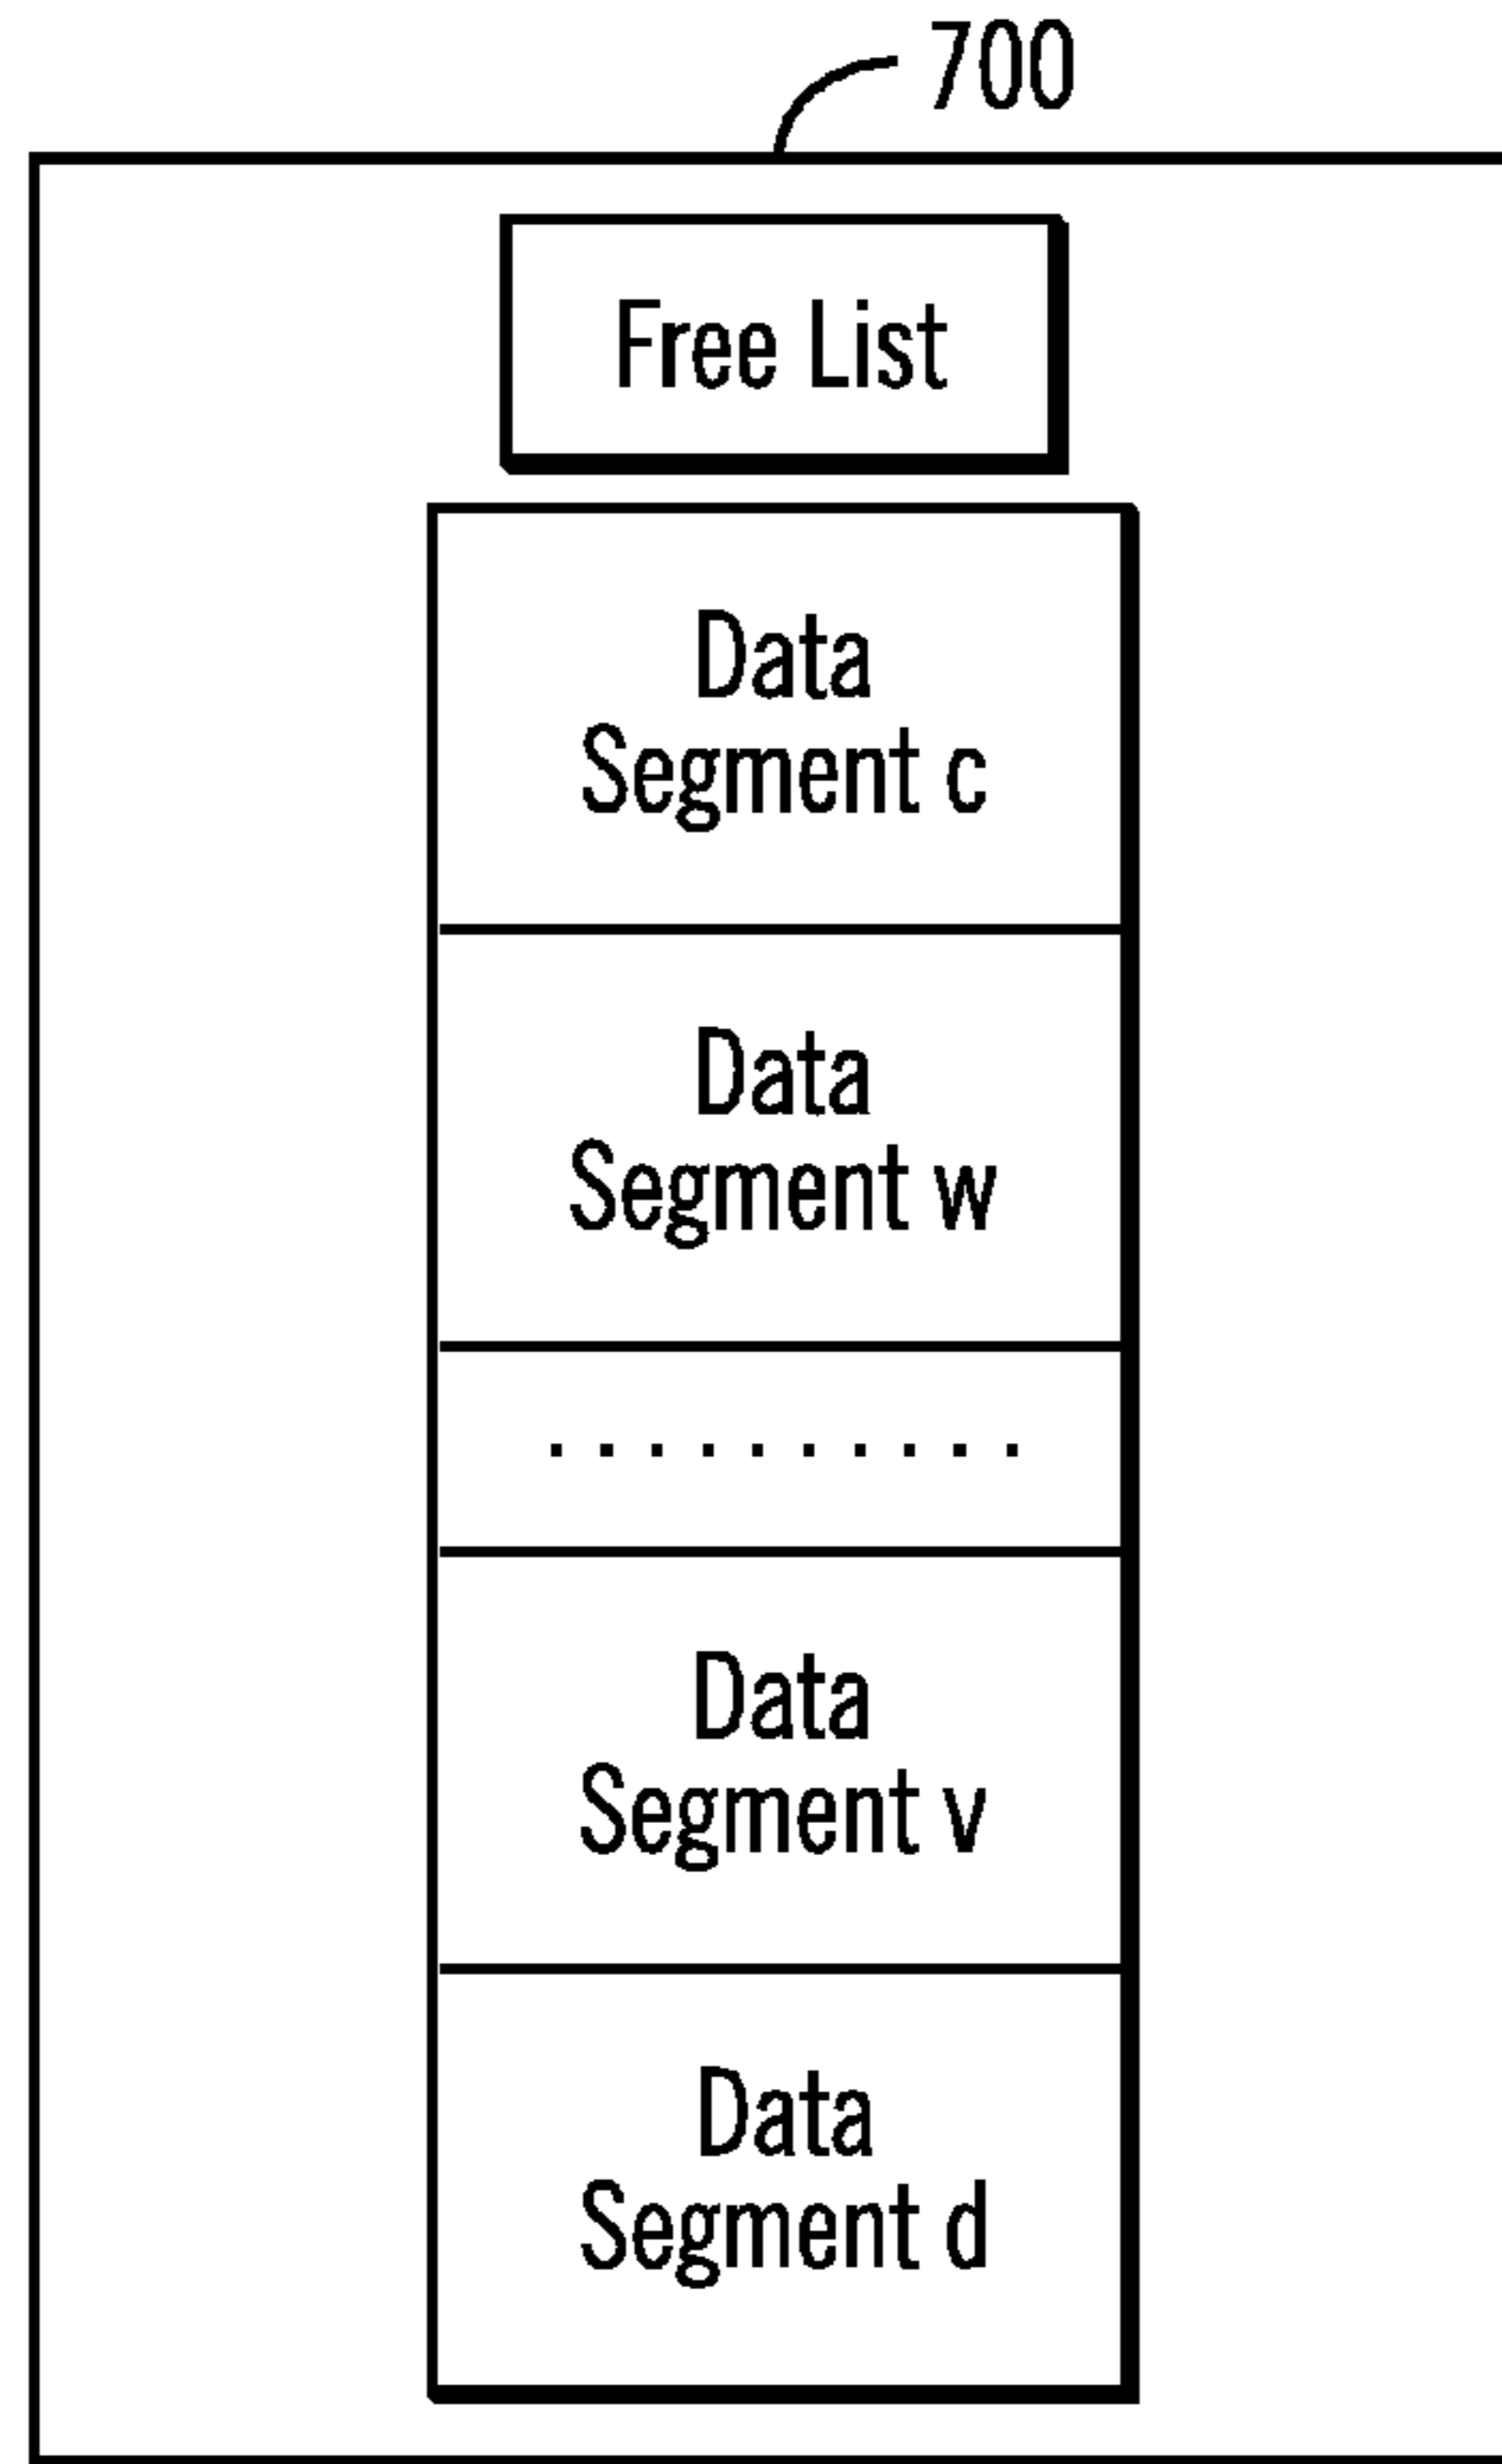 700
Free List
Data
Segment c
Data
Segment w
. . . . . . . . . .
Data
Segment v
Data
Segment d